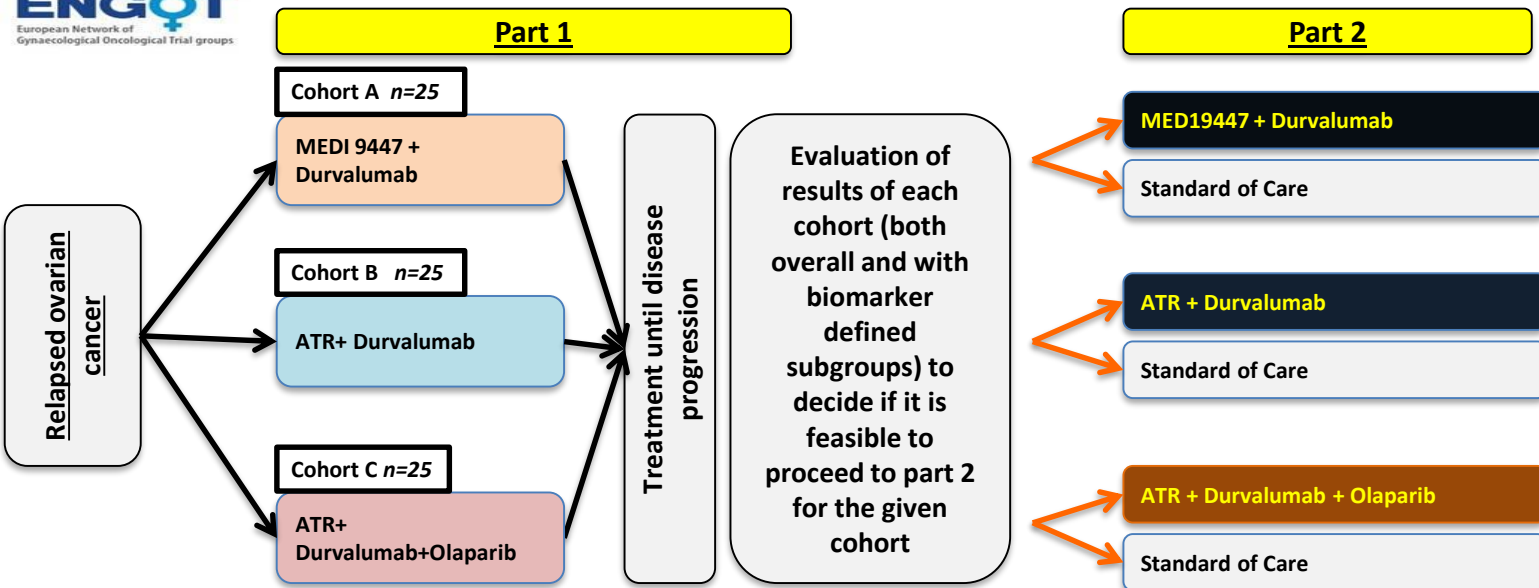 ENGOT
European Network of
Gynaecological Oncological Trial groups
Part 1
Part 2
Relapsed ovarian
cancer
Cohort A n=25
MEDI 9447 +
Durvalumab
Cohort B n=25
ATR+ Durvalumab
Cohort C n=25
ATR+
Durvalumab+Olaparib
Treatment until disease
progression
Evaluation of
results of each
cohort (both
overall and with
biomarker
defined
subgroups) to
decide if it is
feasible to
proceed to part 2
for the given
cohort
MED19447 + Durvalumab
Standard of Care
ATR + Durvalumab
Standard of Care
ATR + Durvalumab + Olaparib
Standard of Care